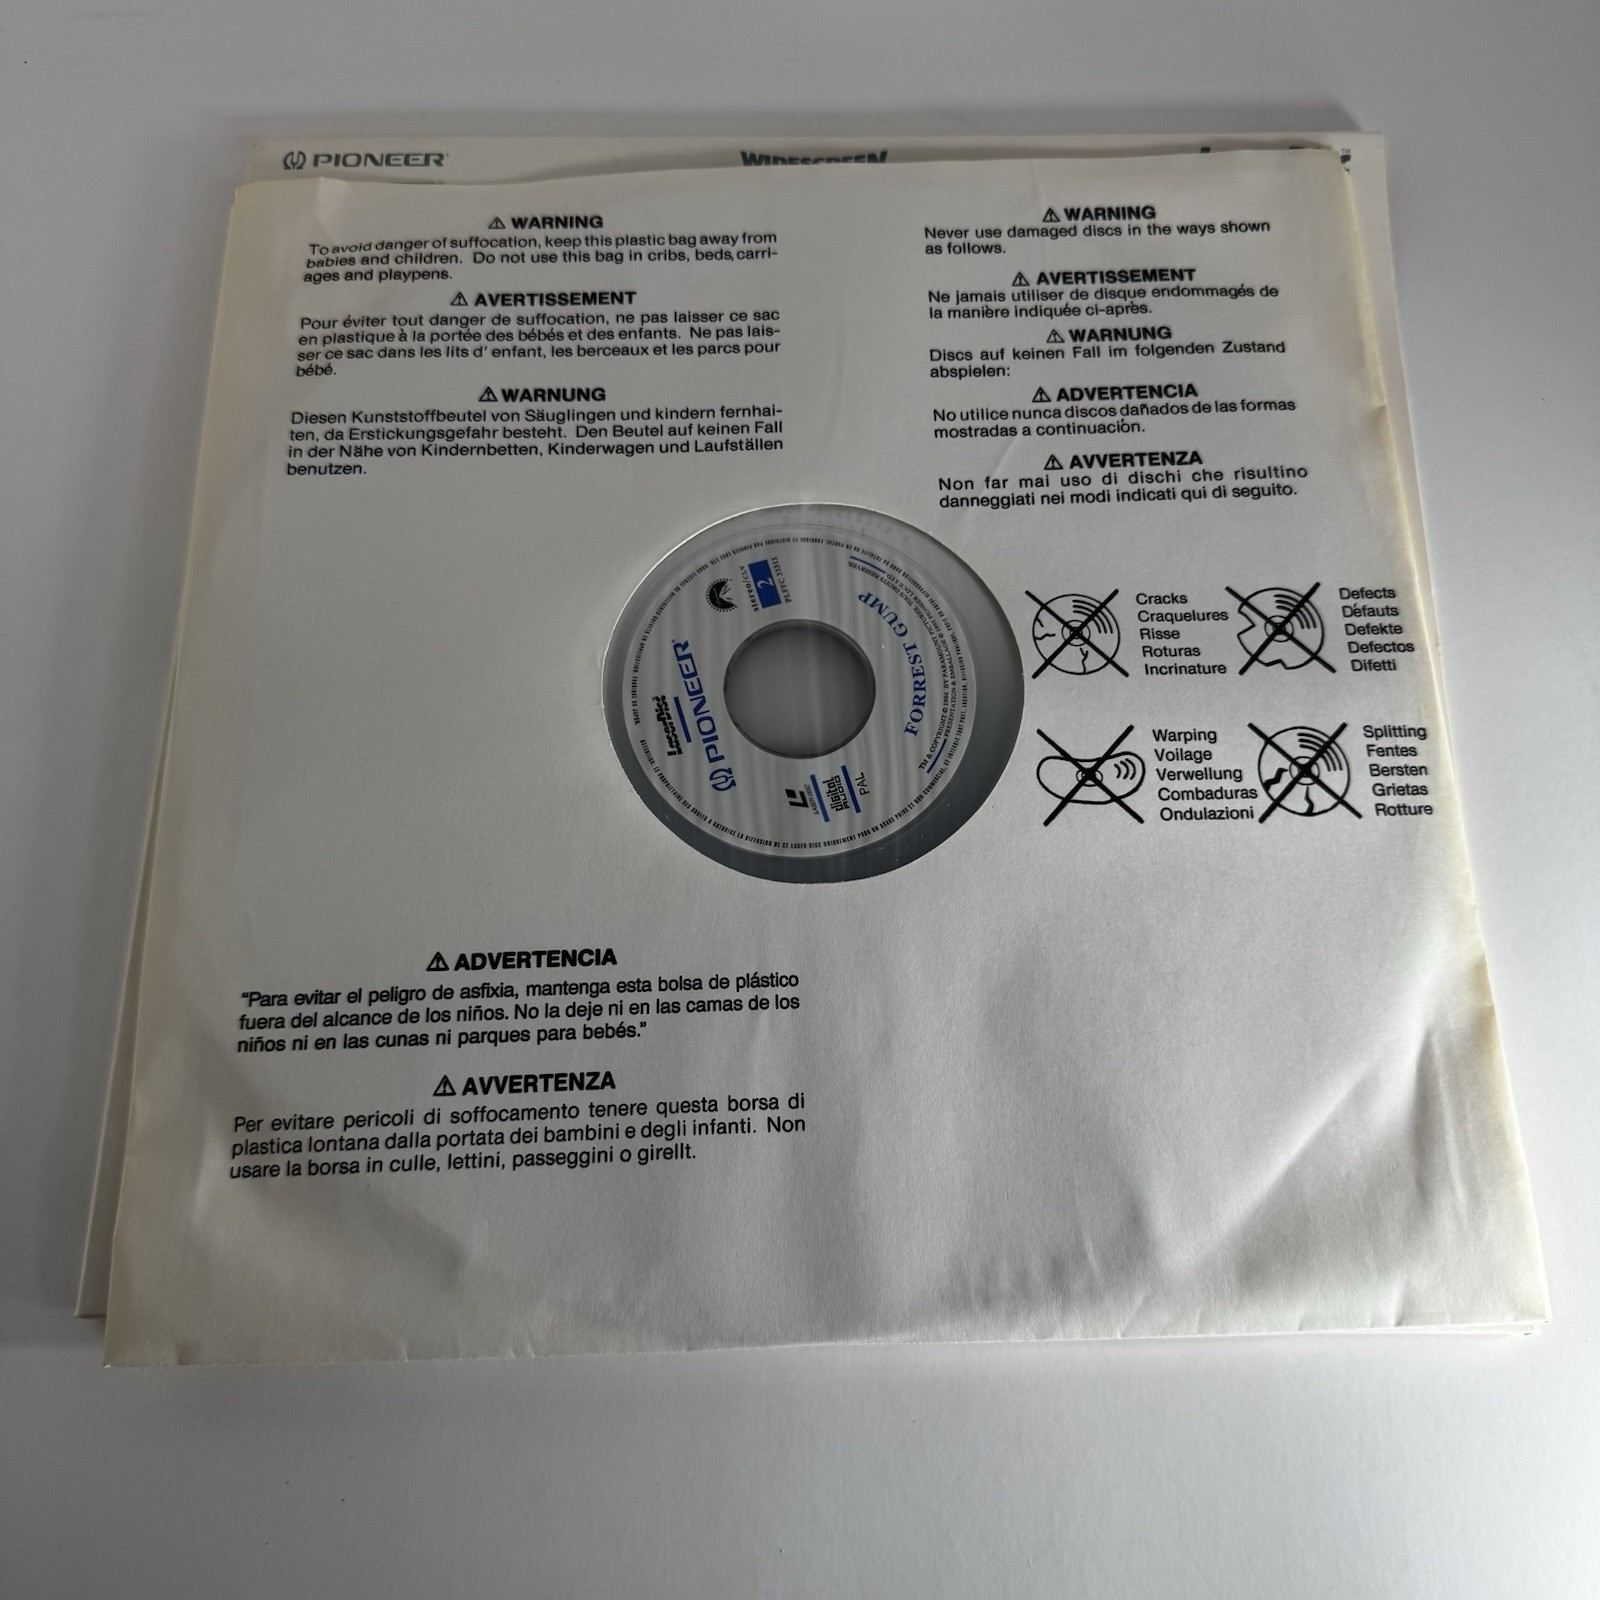 PIONEER
WIDESCREEN
⚠ WARNING
To avoid danger of suffocation, keep this plastic bag away from
babies and children. Do not use this bag in cribs, beds, carri-
ages and playpens.
⚠ AVERTISSEMENT
Pour éviter tout danger de suffocation, ne pas laisser ce sac
en plastique à la portée des bébés et des enfants. Ne pas lais-
ser ce sac dans les lits d' enfant, les berceaux et les parcs pour
bébé.
⚠ WARNUNG
Diesen Kunststoffbeutel von Säuglingen und kindern fernhal-
ten, da Erstickungsgefahr besteht. Den Beutel auf keinen Fall
in der Nähe von Kindernbetten, Kinderwagen und Laufställen
benutzen.
⚠ WARNING
Never use damaged discs in the ways shown
as follows.
⚠ AVERTISSEMENT
Ne jamais utiliser de disque endommagés de
la manière indiquée ci-après.
⚠ WARNUNG
Discs auf keinen Fall im folgenden Zustand
abspielen:
⚠ ADVERTENCIA
No utilice nunca discos dañados de las formas
mostradas a continuación.
⚠ AVVERTENZA
Non far mai uso di dischi che risultino
danneggiati nei modi indicati qui di seguito.
Cracks
Craquelures
Risse
Roturas
Incrinature
Defects
Défauts
Defekte
Defectos
Difetti
Warping
Voilage
Verwellung
Combaduras
Ondulazioni
Splitting
Fentes
Bersten
Grietas
Rotture
PIONEER
LaserDisc
stereo/CLV
2
PLFFC 35511
FORREST GUMP
digital
AUDIO
PAL
⚠ ADVERTENCIA
"Para evitar el peligro de asfixia, mantenga esta bolsa de plástico
fuera del alcance de los niños. No la deje ni en las camas de los
niños ni en las cunas ni parques para bebés."
⚠ AVVERTENZA
Per evitare pericoli di soffocamento tenere questa borsa di
plastica lontana dalla portata dei bambini e degli infanti. Non
usare la borsa in culle, lettini, passeggini o girellt.